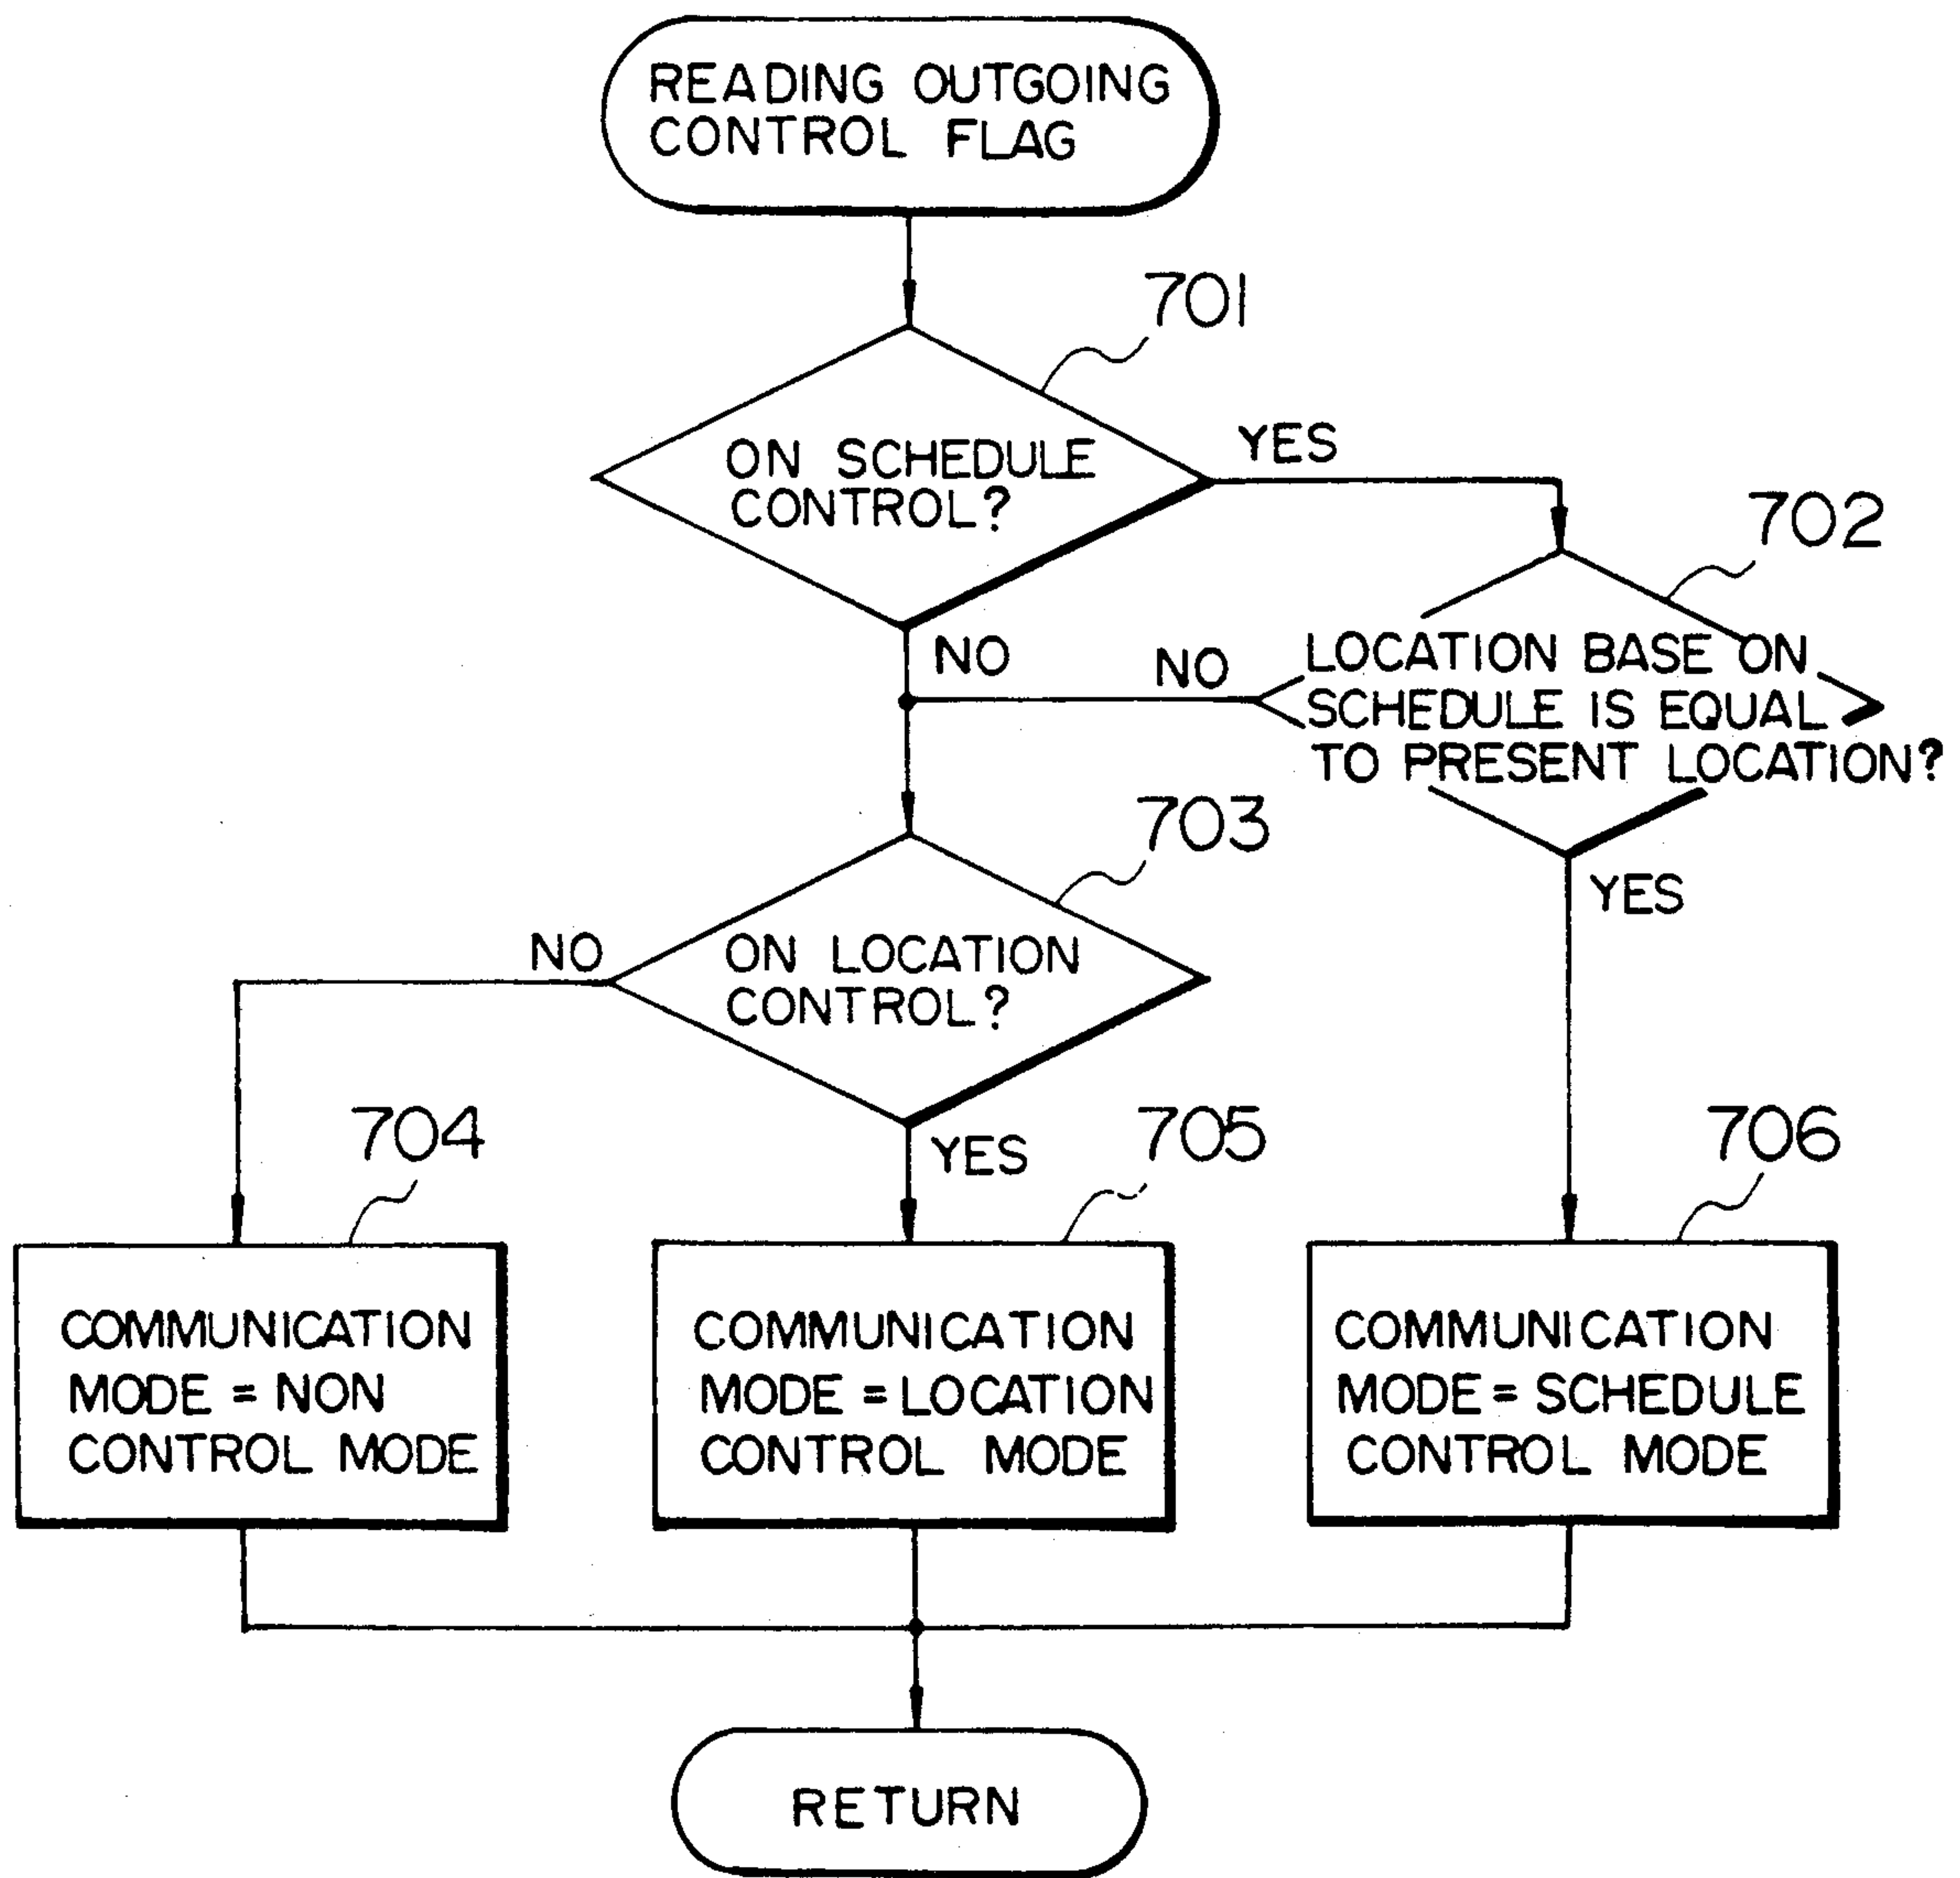 READING OUTGOING
CONTROL FLAG
701
ON SCHEDULE
CONTROL?
YES
702
NO
NO
LOCATION BASE ON
SCHEDULE IS EQUAL
TO PRESENT LOCATION?
703
YES
NO
ON LOCATION
CONTROL?
704
YES
705
706
COMMUNICATION
MODE = NON
CONTROL MODE
COMMUNICATION
MODE = LOCATION
CONTROL MODE
COMMUNICATION
MODE = SCHEDULE
CONTROL MODE
RETURN